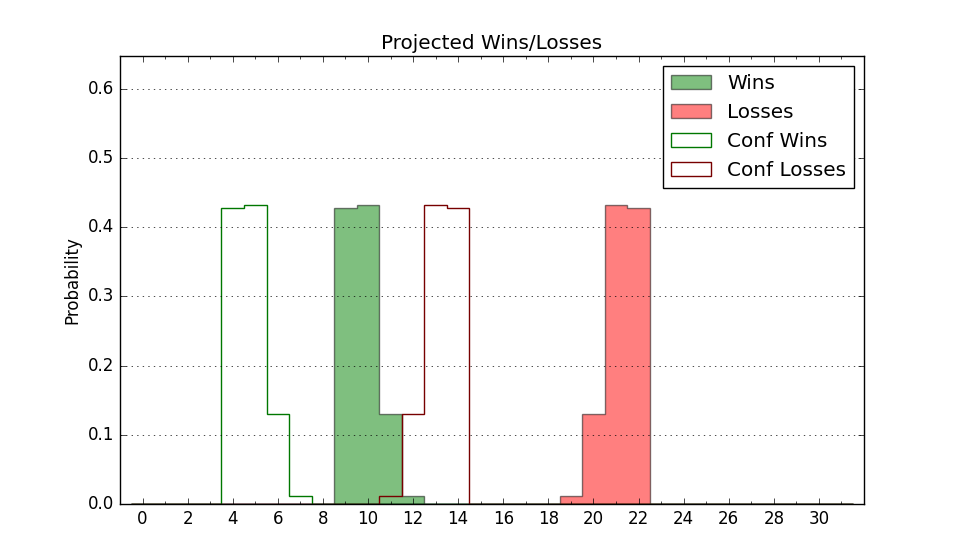 Projected Wins/Losses
Wins
Losses
Conf Wins
Conf Losses
Probability
0.6
0.5
0.4
0.3
0.2
0.1
0.0
0 2 4 6 8 10 12 14 16 18 20 22 24 26 28 30